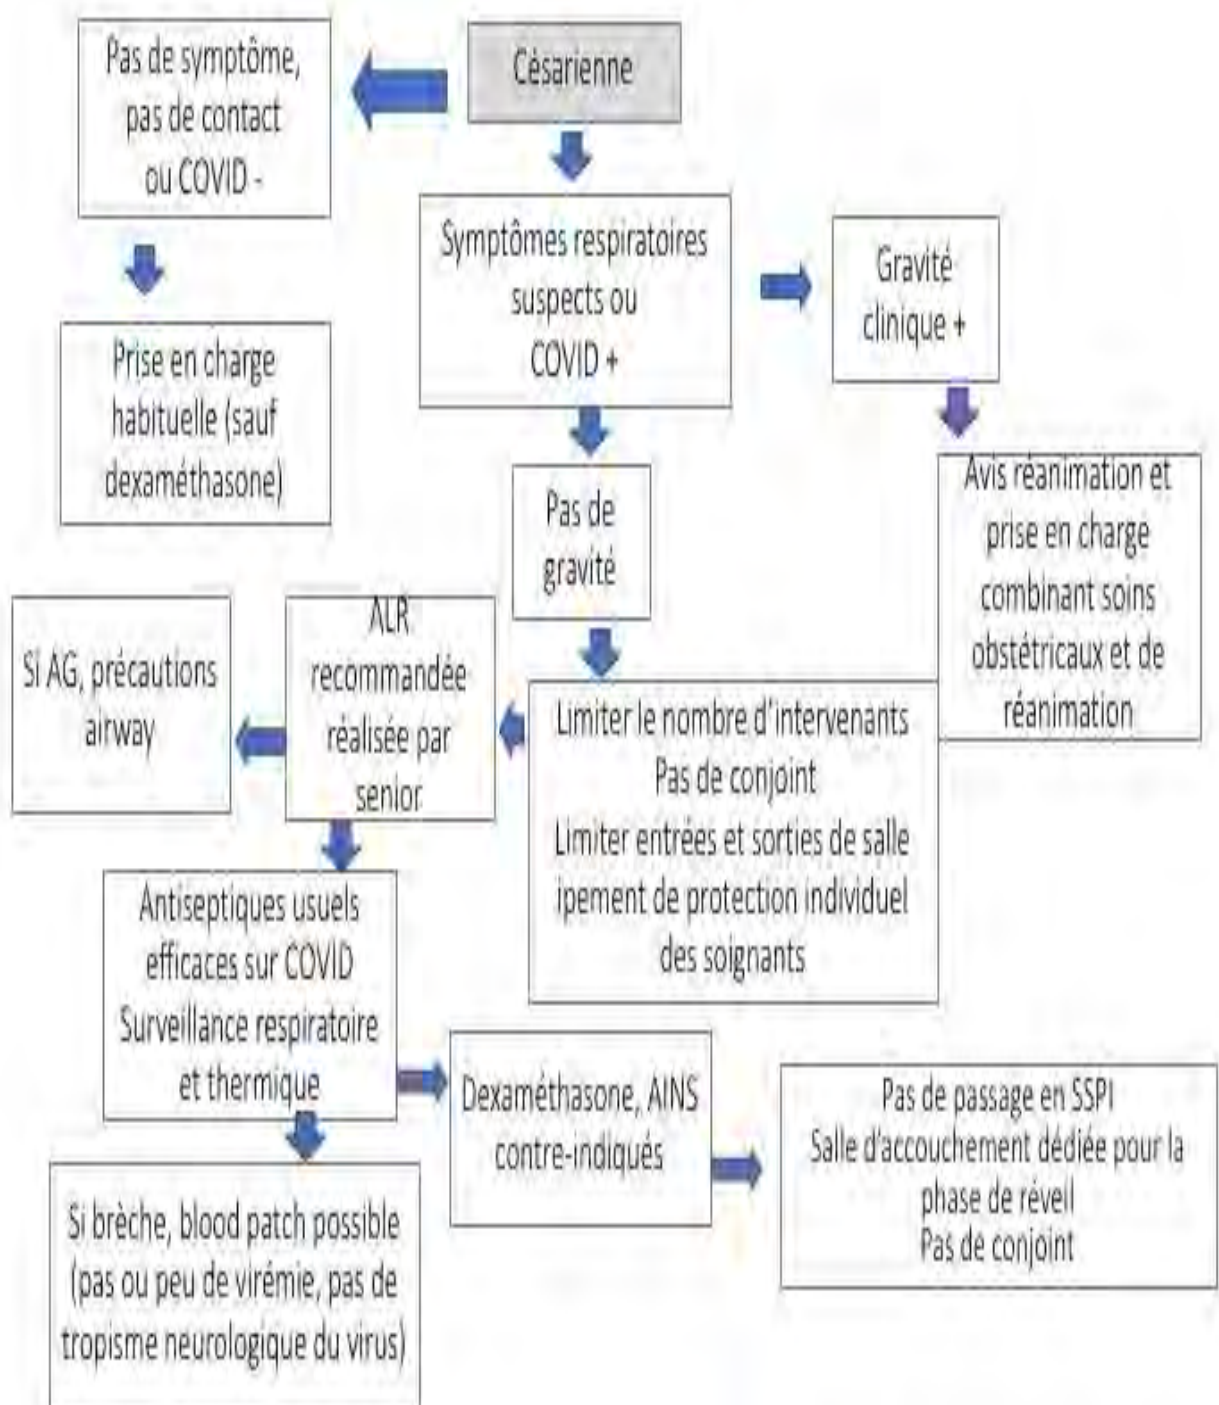 Césarienne
Pas de symptôme,
pas de contact
ou COVID -
Prise en charge
habituelle (sauf
dexaméthasone)
Symptômes respiratoires
suspects ou
COVID +
Gravité
clinique +
Avis réanimation et
prise en charge
combinant soins
obstétricaux et de
réanimation
Pas de
gravité
Limiter le nombre d'intervenants
Pas de conjoint
Limiter entrées et sorties de salle
ipement de protection individuel
des soignants
ALR
recommandée
réalisée par
senior
Si AG, précautions
airway
Antiseptiques usuels
efficaces sur COVID
Surveillance respiratoire
et thermique
Dexaméthasone, AINS
contre-indiqués
Pas de passage en SSPI
Salle d'accouchement dédiée pour la
phase de réveil
Pas de conjoint
Si brèche, blood patch possible
(pas ou peu de virémie, pas de
tropisme neurologique du virus)